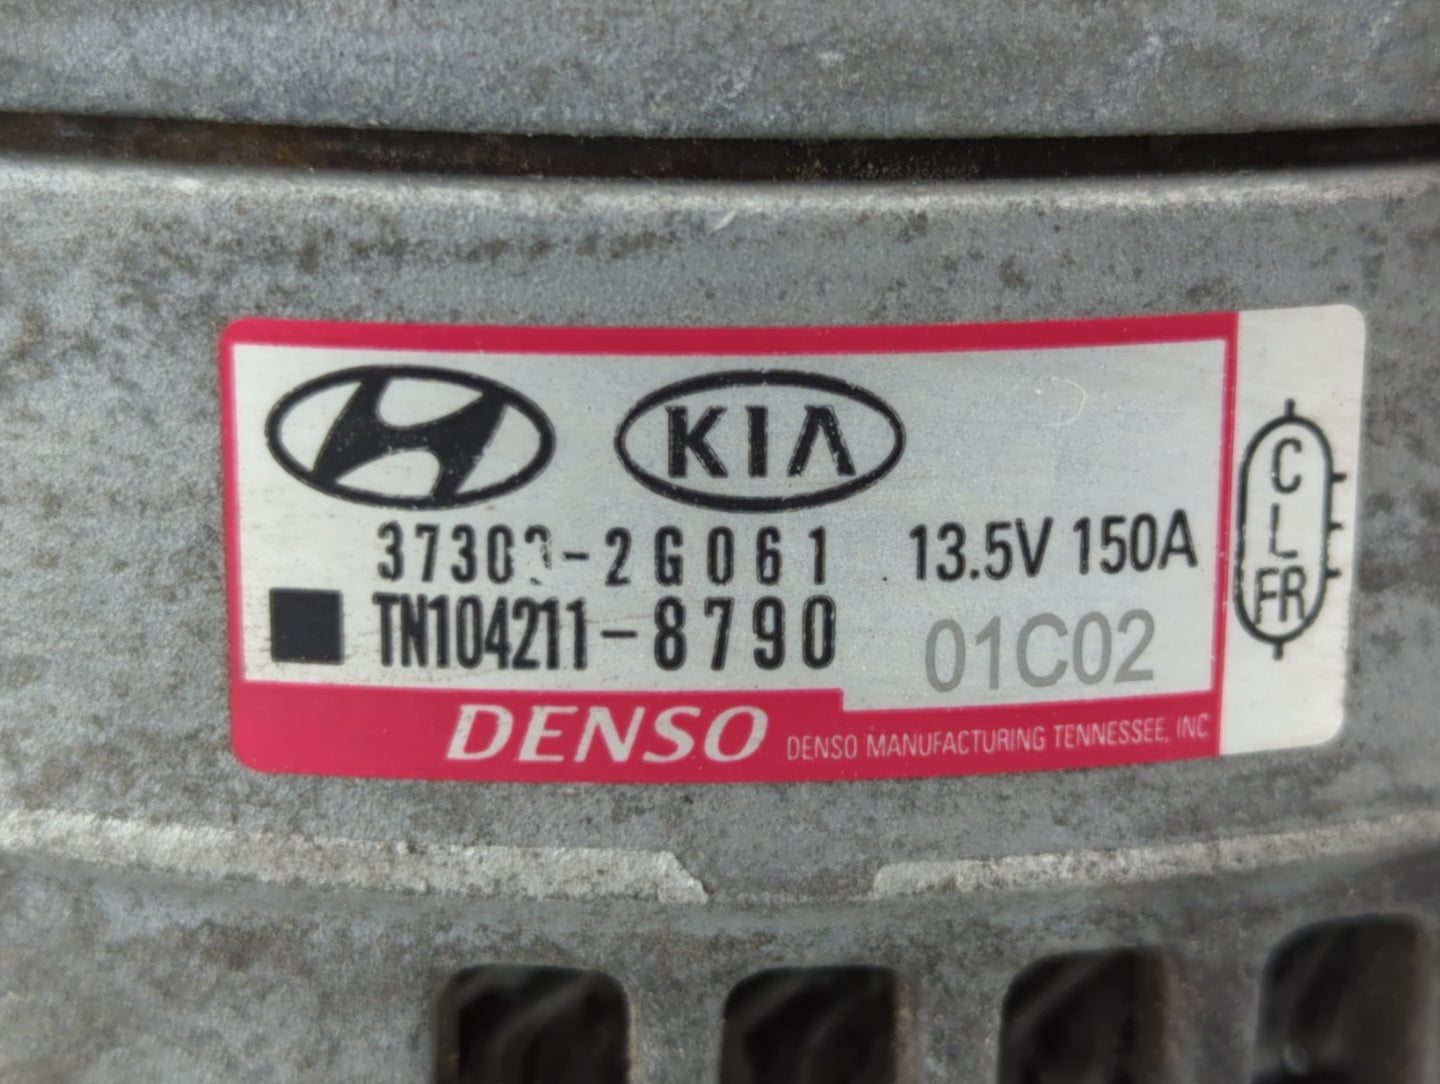 KIA
37300-2G061 13.5V 150A
TN104211-8790 01C02
DENSO DENSO MANUFACTURING TENNESSEE, INC
C
L
FR